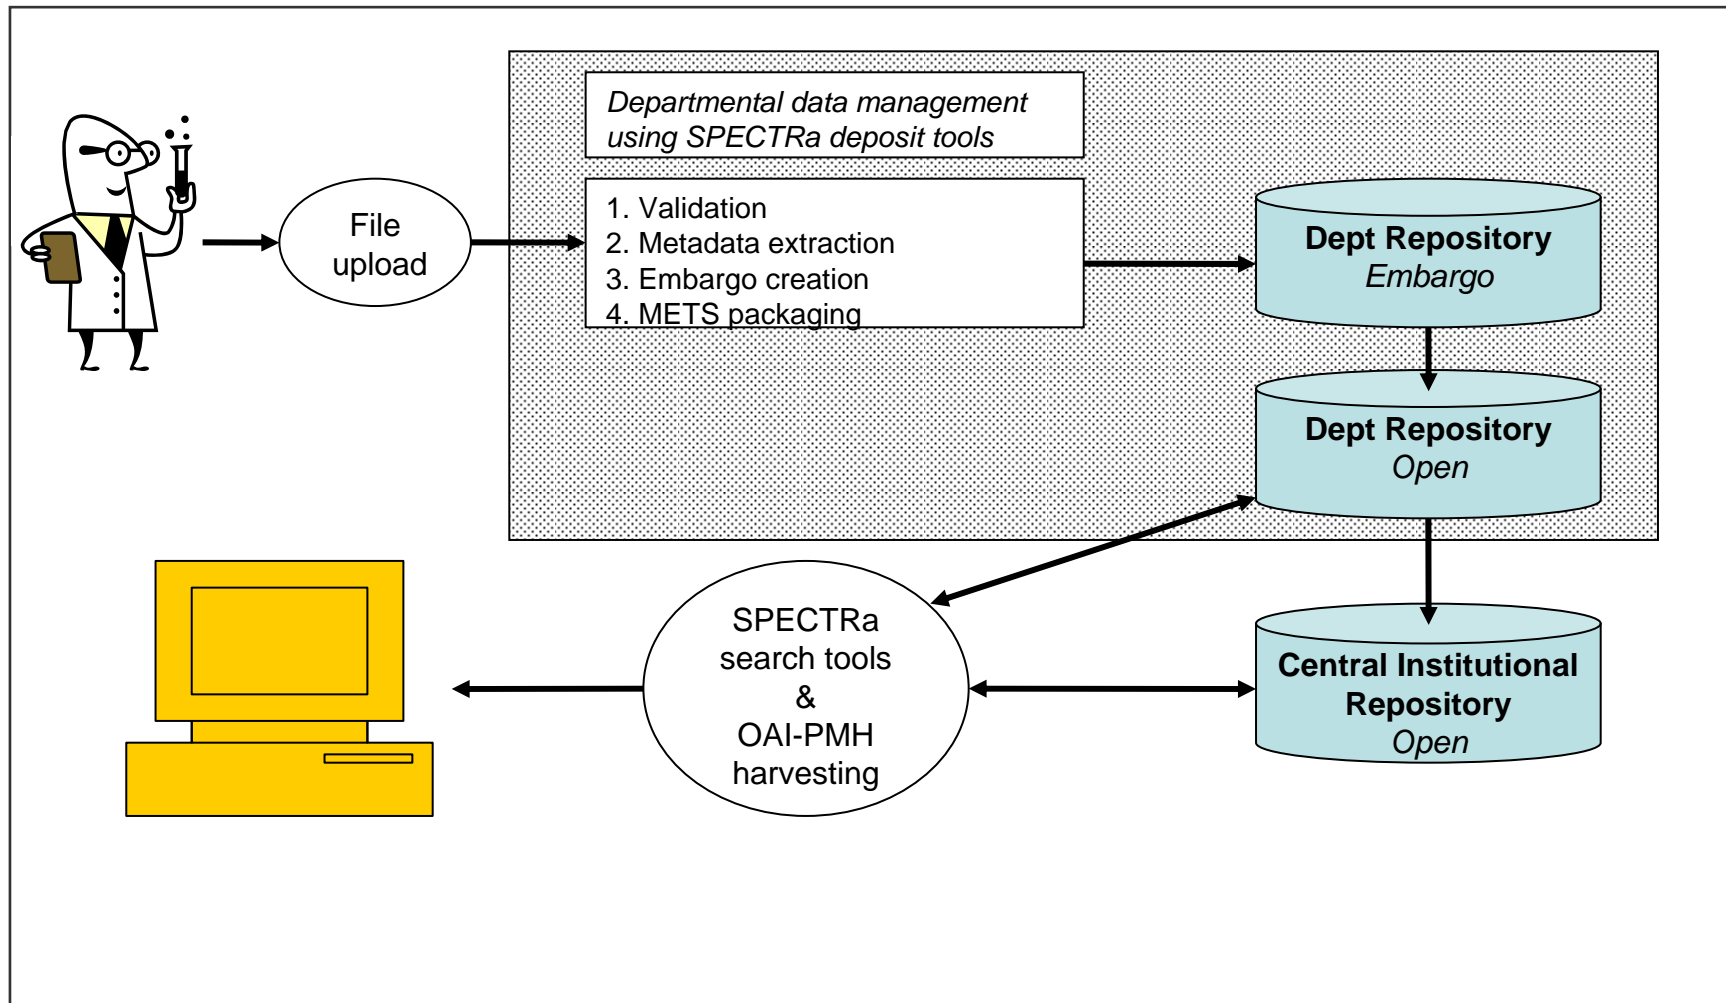 Departmental data management
using SPECTRa deposit tools
File
upload
1. Validation
2. Metadata extraction
3. Embargo creation
4. METS packaging
Dept Repository
Embargo
Dept Repository
Open
SPECTRa
search tools
&
OAI-PMH
harvesting
Central Institutional
Repository
Open